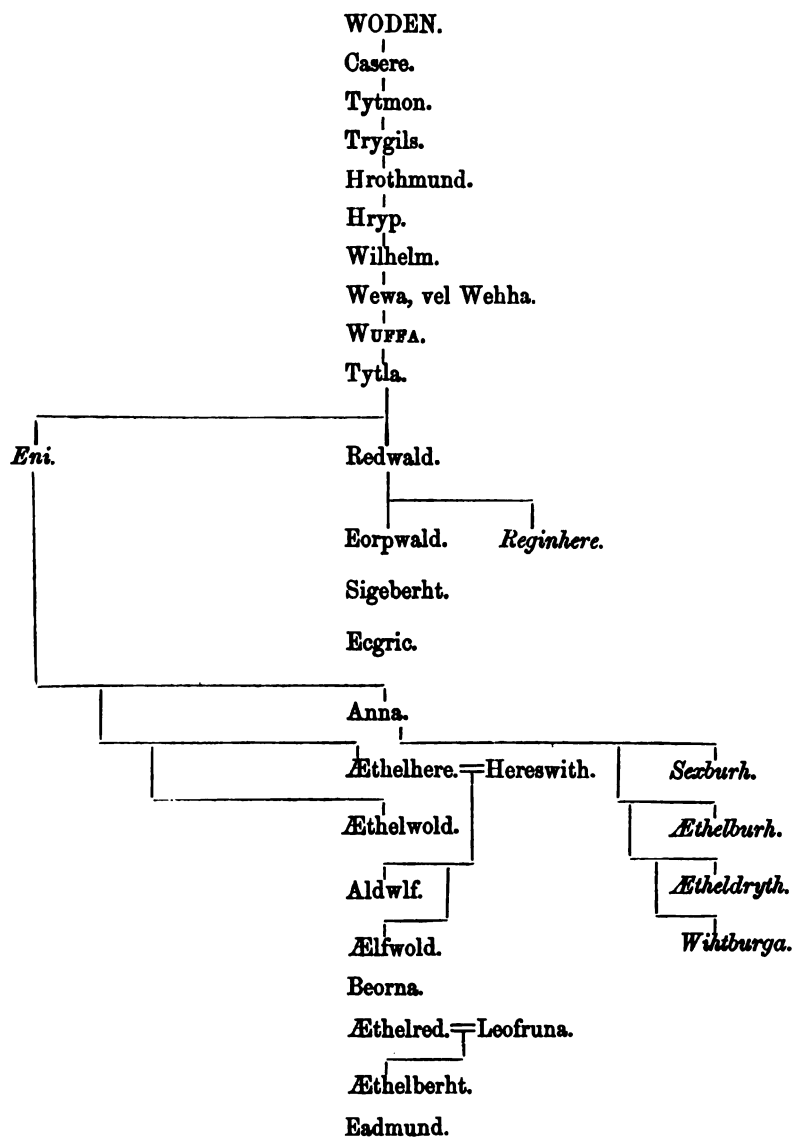 WODEN.
Casere.
Tytmon.
Trygils.
Hrothmund.
Hryp.
Wilhelm.
Wewa, vel Wehha.
WUFFA.
Tytla.
Eni. Redwald.
Eorpwald. Reginhere.
Sigeberht.
Ecgric.
Anna.
Æthelhere.=Hereswith. Sexburh.
Æthelwold. Æthelburh.
Aldwlf. Ætheldryth.
Ælfwold. Wihtburga.
Beorna.
Æthelred.=Leofruna.
Æthelberht.
Eadmund.